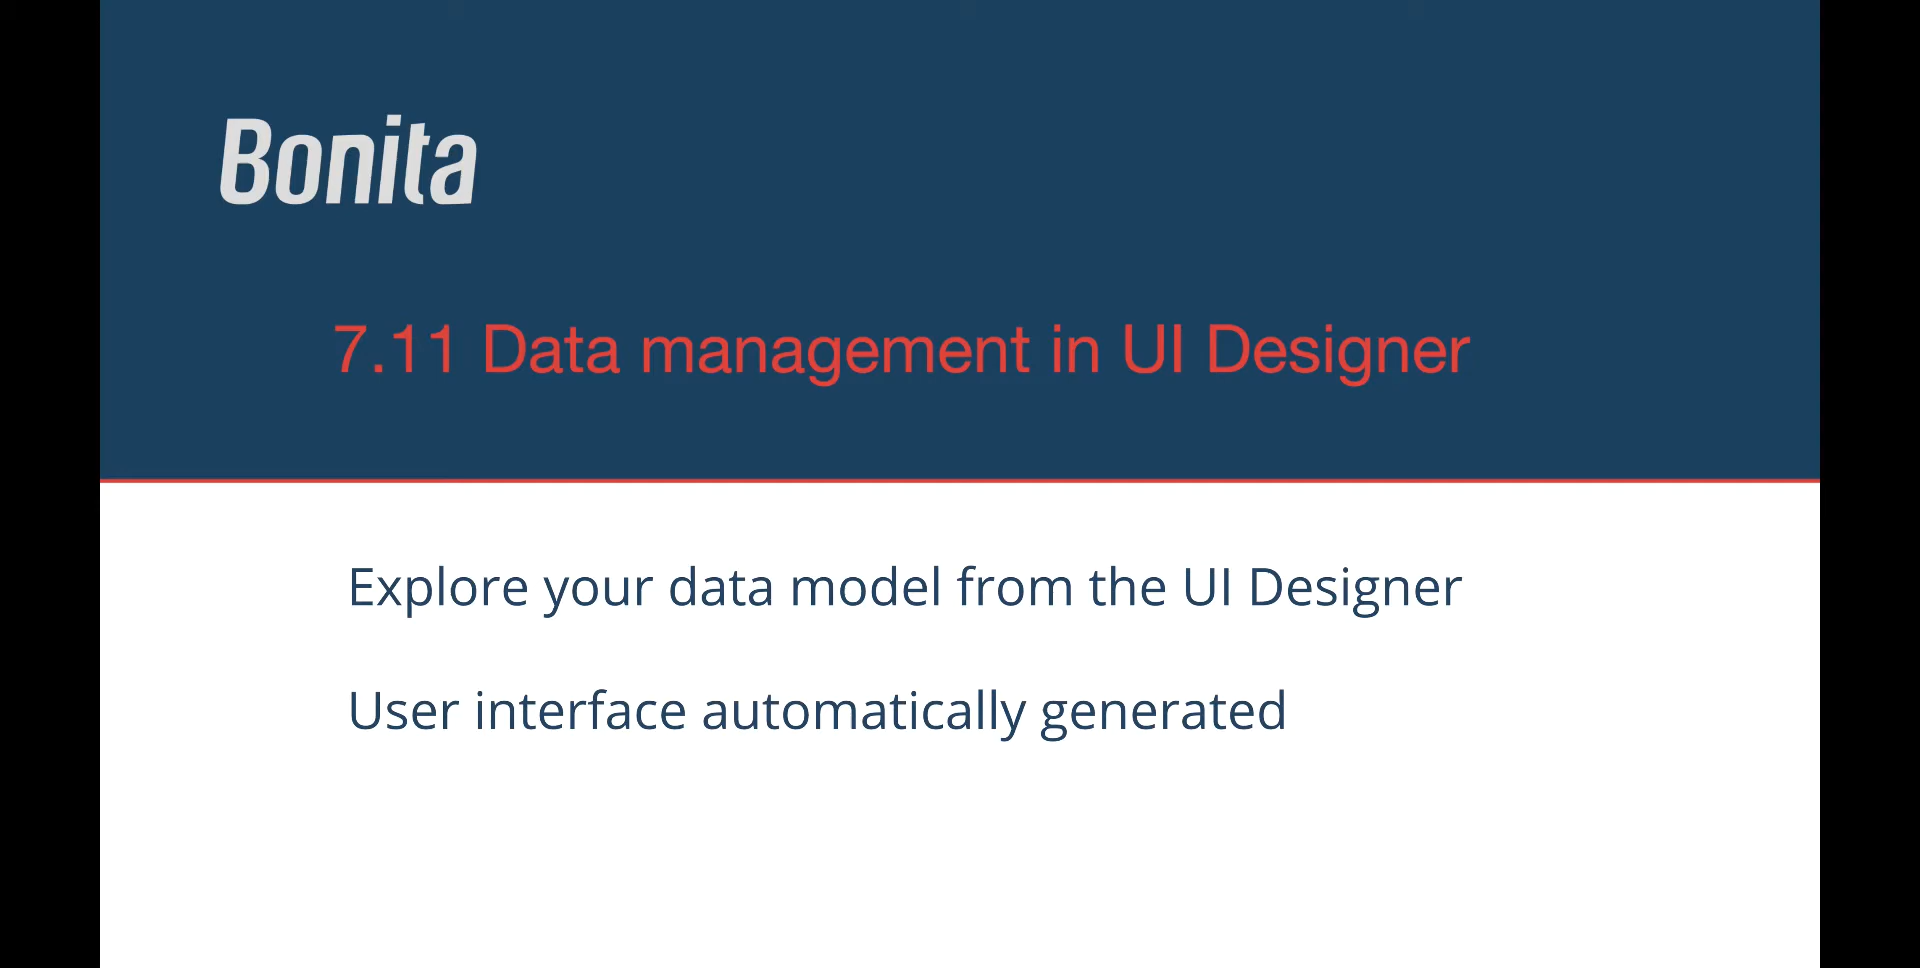 Bonita
7.11 Data management in UI Designer
Explore your data model from the UI Designer
User interface automatically generated